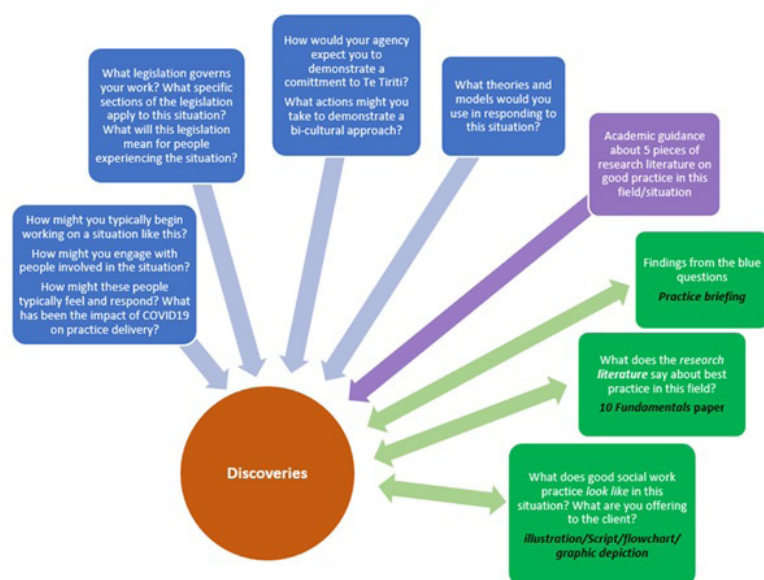 What legislation governs
your work? What specific
sections of the legislation
apply to this situation?
What will this legislation
mean for people
experiencing the situation?
How would your agency
expect you to
demonstrate a
comittment to Te Tiriti?
What actions might you
take to demonstrate a
bi-cultural approach?
What theories and
models would you
use in responding to
this situation?
Academic guidance
about 5 pieces of
research literature on
good practice in this
field/situation
How might you typically begin
working on a situation like this?
How might you engage with
people involved in the situation?
How might these people
typically feel and respond? What
has been the impact of COVID19
on practice delivery?
Findings from the blue
questions
Practice briefing
What does the research
literature say about best
practice in this field?
10 Fundamentals paper
Discoveries
What does good social work
practice look like in this
situation? What are you offering
to the client?
illustration/Script/flowchart/
graphic depiction